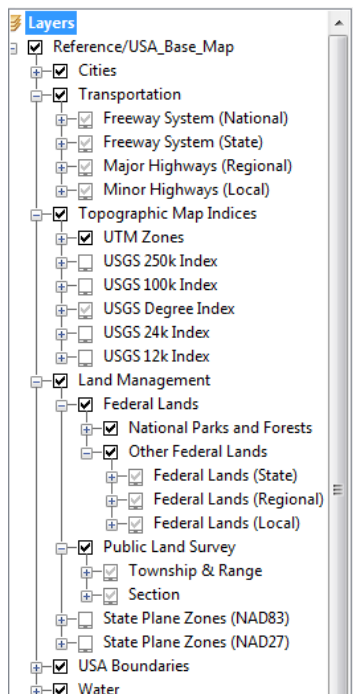 Layers
Reference/USA_Base_Map
Cities
Transportation
Freeway System (National)
Freeway System (State)
Major Highways (Regional)
Minor Highways (Local)
Topographic Map Indices
UTM Zones
USGS 250k Index
USGS 100k Index
USGS Degree Index
USGS 24k Index
USGS 12k Index
Land Management
Federal Lands
National Parks and Forests
Other Federal Lands
Federal Lands (State)
Federal Lands (Regional)
Federal Lands (Local)
Public Land Survey
Township & Range
Section
State Plane Zones (NAD83)
State Plane Zones (NAD27)
USA Boundaries
Water